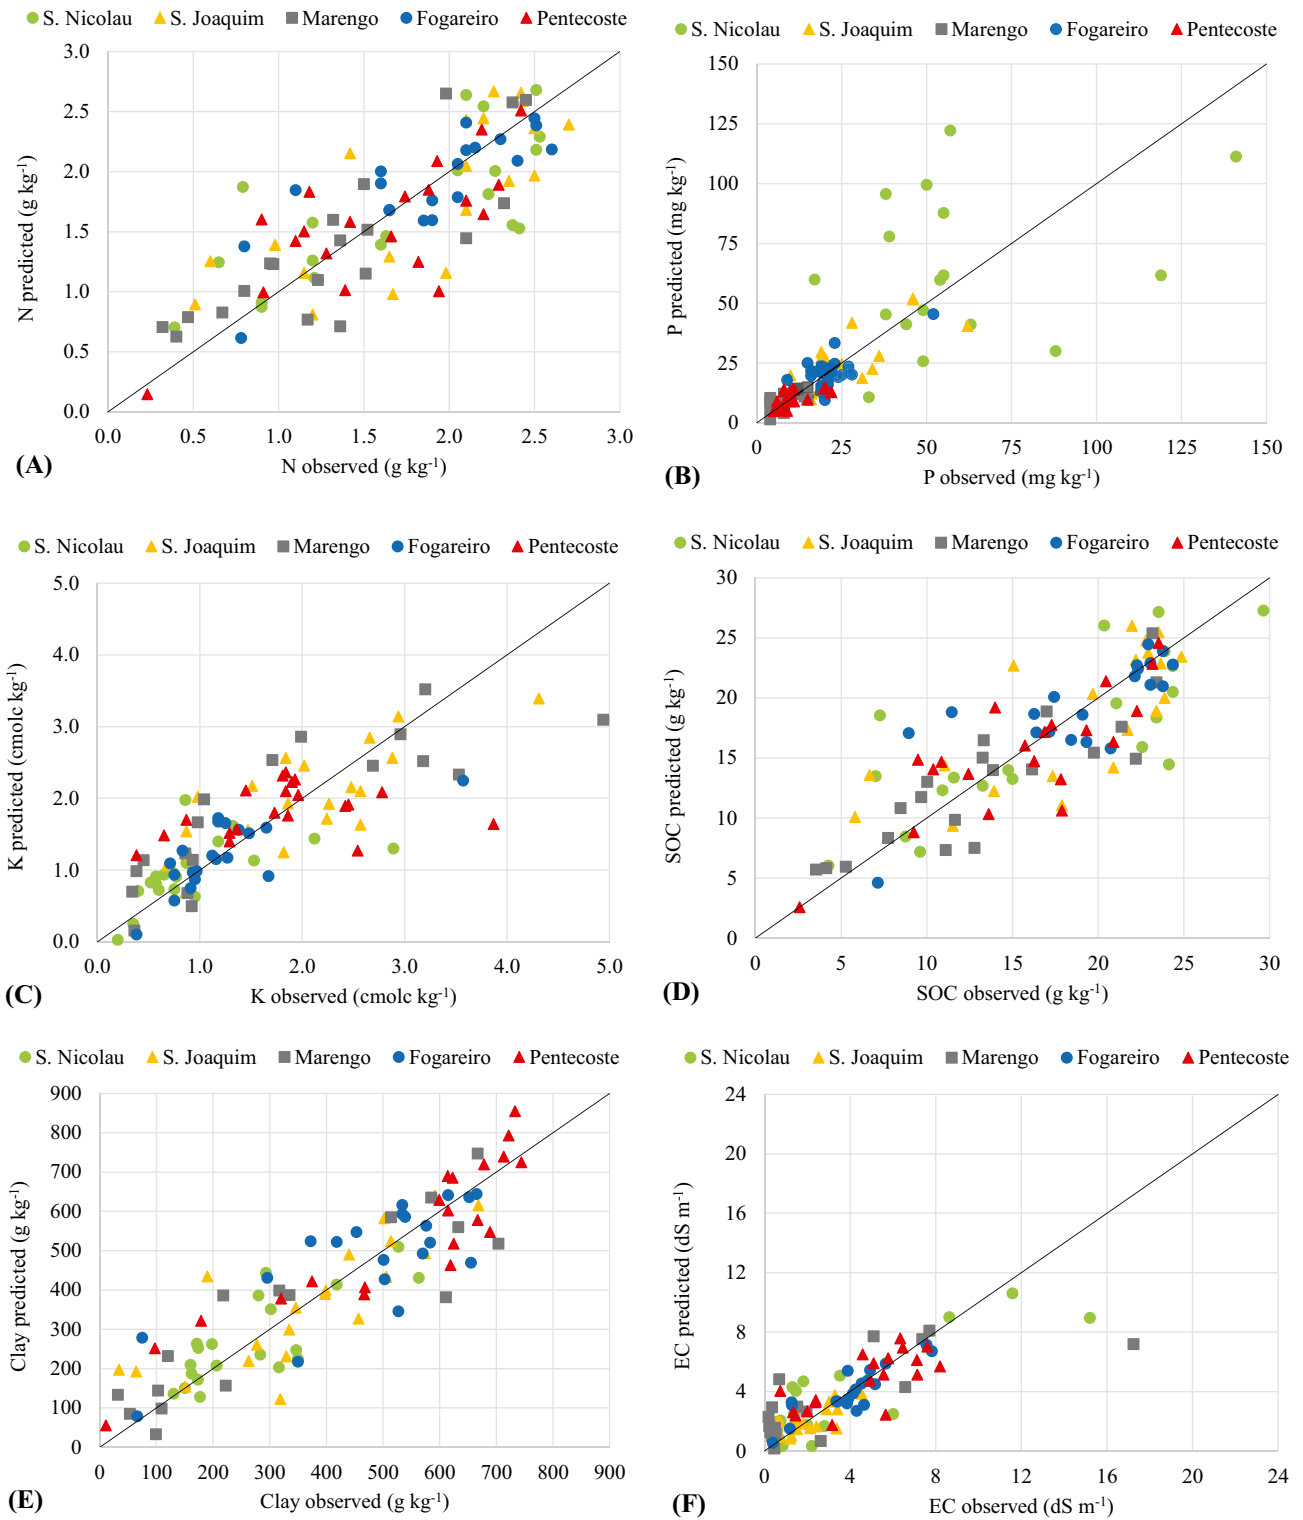 S. Nicolau S. Joaquim Marengo Fogareiro Pentecoste
3.0
2.5
2.0
1.5
1.0
0.5
0.0
N predicted (g kg-1)
0.0 0.5 1.0 1.5 2.0 2.5 3.0
N observed (g kg-1)
(A)
S. Nicolau S. Joaquim Marengo Fogareiro Pentecoste
150
125
100
75
50
25
0
P predicted (mg kg-1)
0 25 50 75 100 125 150
P observed (mg kg-1)
(B)
S. Nicolau S. Joaquim Marengo Fogareiro Pentecoste
5.0
4.0
3.0
2.0
1.0
0.0
K predicted (cmolc kg-1)
0.0 1.0 2.0 3.0 4.0 5.0
K observed (cmolc kg-1)
(C)
S. Nicolau S. Joaquim Marengo Fogareiro Pentecoste
30
25
20
15
10
5
0
SOC predicted (g kg-1)
0 5 10 15 20 25 30
SOC observed (g kg-1)
(D)
S. Nicolau S. Joaquim Marengo Fogareiro Pentecoste
900
800
700
600
500
400
300
200
100
0
Clay predicted (g kg-1)
0 100 200 300 400 500 600 700 800 900
Clay observed (g kg-1)
(E)
S. Nicolau S. Joaquim Marengo Fogareiro Pentecoste
24
20
16
12
8
4
0
EC predicted (dS m-1)
0 4 8 12 16 20 24
EC observed (dS m-1)
(F)